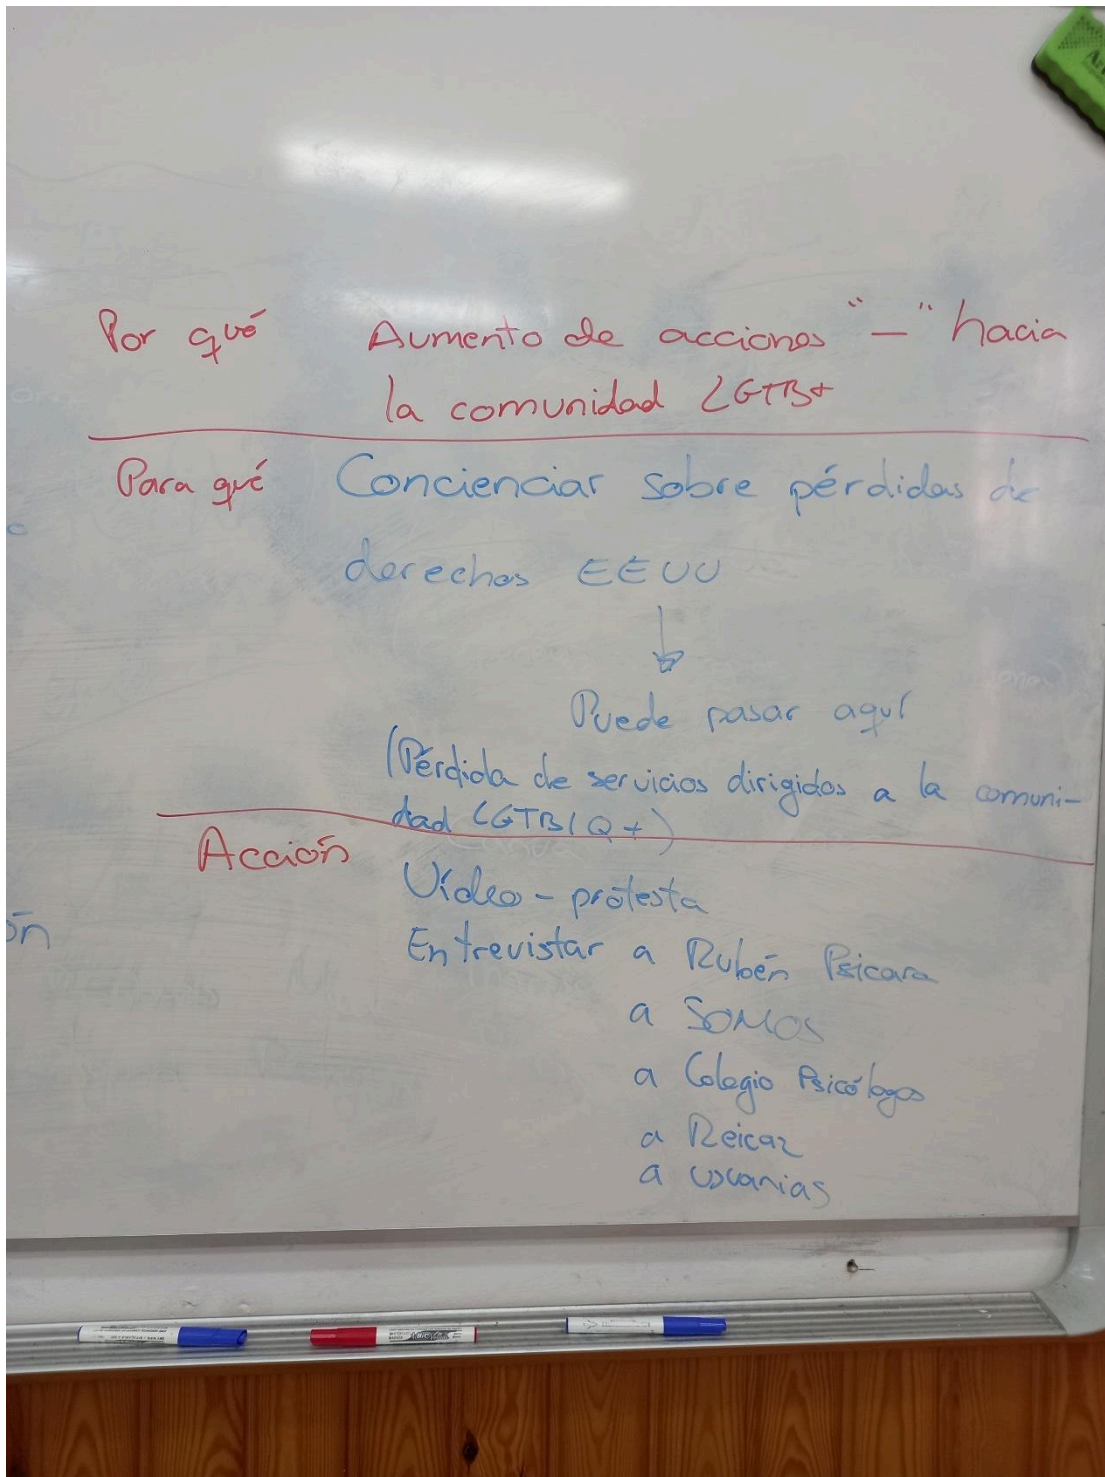 Por qué Aumento de acciones "—" hacia
la comunidad LGTB+
Para qué Concienciar sobre pérdidas de
derechos EEUU
↓
Puede pasar aquí
(Pérdida de servicios dirigidos a la comuni-
dad LGTBIQ+)
Acción
Vídeo - protesta
Entrevistar a Rubén Psicara
a SOMOS
a Colegio Psicólogos
a Reicaz
a usuarias
ón